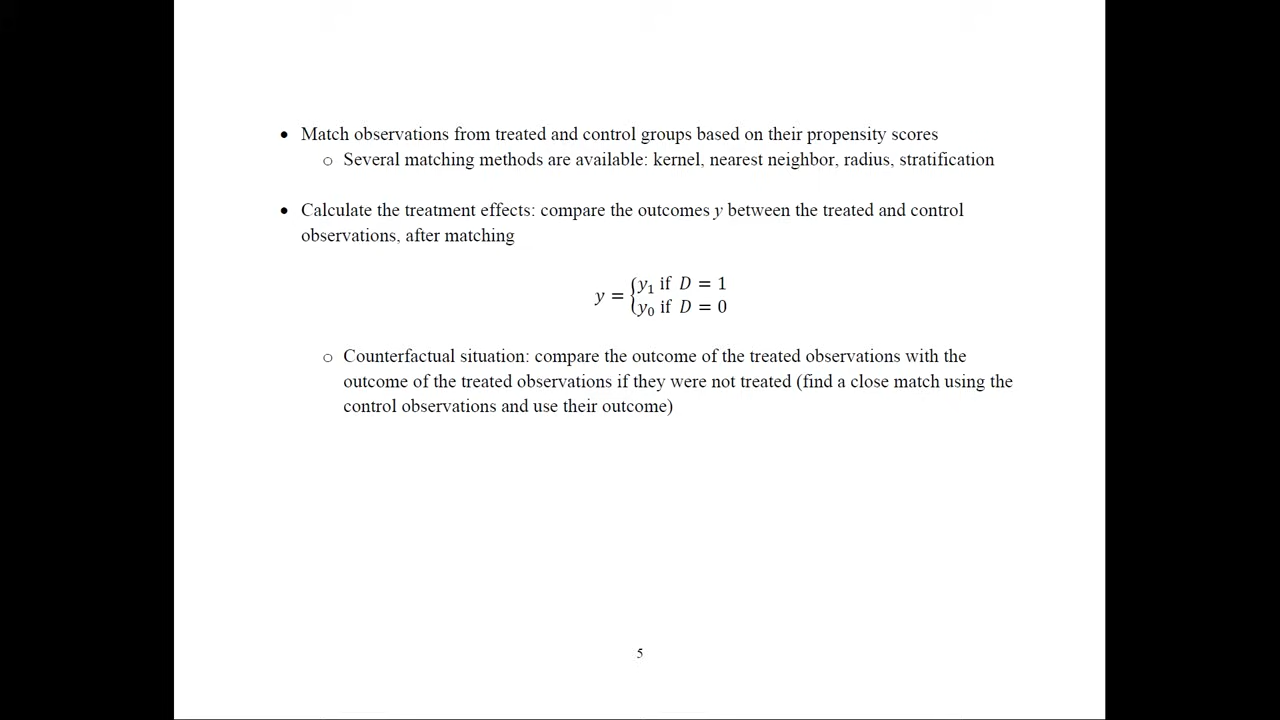 • Match observations from treated and control groups based on their propensity scores
o Several matching methods are available: kernel, nearest neighbor, radius, stratification
• Calculate the treatment effects: compare the outcomes y between the treated and control
observations, after matching
y = {y₁ if D = 1
y₀ if D = 0
o Counterfactual situation: compare the outcome of the treated observations with the
outcome of the treated observations if they were not treated (find a close match using the
control observations and use their outcome)
5